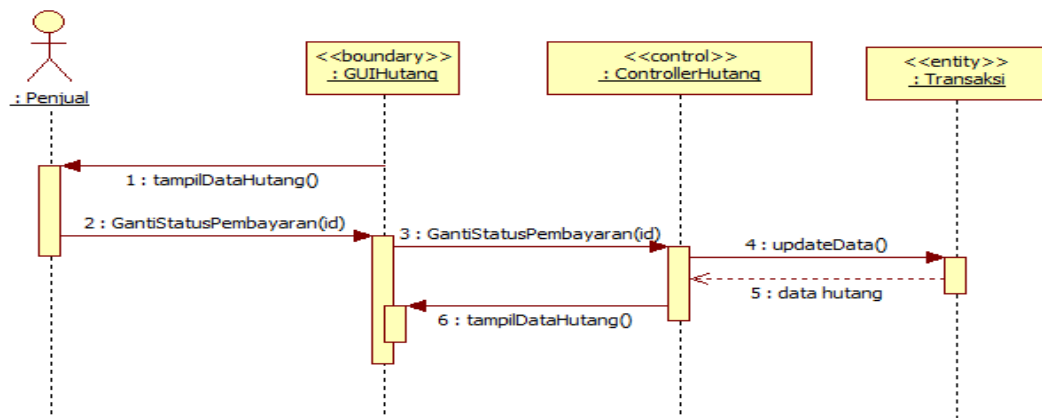 <<boundary>>
: GUIHutang
<<control>>
: ControllerHutang
<<entity>>
: Transaksi
: Penjual
1 : tampilDataHutang()
2 : GantiStatusPembayaran(id)
3 : GantiStatusPembayaran(id)
4 : updateData()
5 : data hutang
6 : tampilDataHutang()